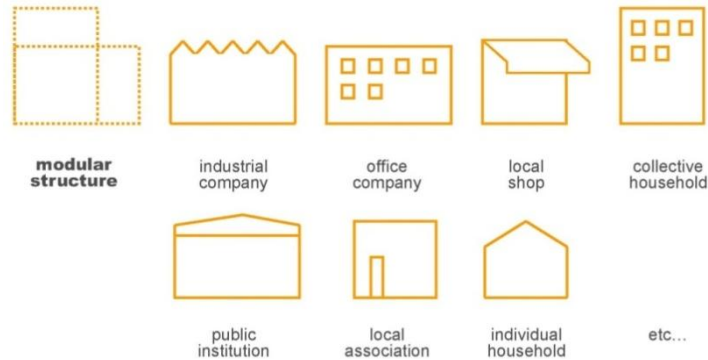 modular
structure
industrial
company
office
company
local
shop
collective
household
public
institution
local
association
individual
household
etc...